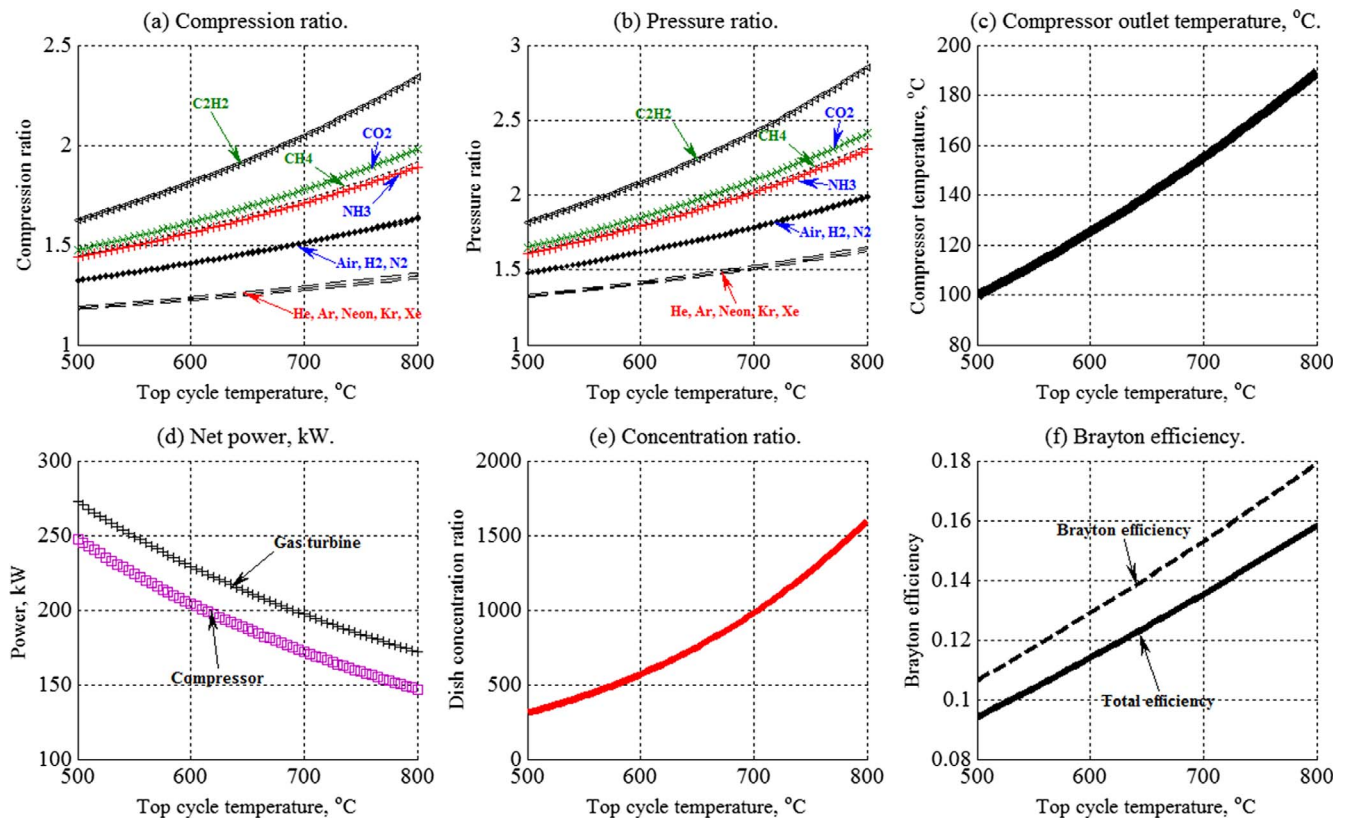 (a) Compression ratio.
2.5
2
1.5
1
Compression ratio
C2H2
CO2
CH4
NH3
Air, H2, N2
He, Ar, Neon, Kr, Xe
500 600 700 800
Top cycle temperature, °C
(b) Pressure ratio.
3
2.5
2
1.5
1
Pressure ratio
C2H2
CO2
CH4
NH3
Air, H2, N2
He, Ar, Neon, Kr, Xe
500 600 700 800
Top cycle temperature, °C
(c) Compressor outlet temperature, °C.
200
180
160
140
120
100
80
Compressor temperature, °C
500 600 700 800
Top cycle temperature, °C
(d) Net power, kW.
300
250
200
150
100
Power, kW
Gas turbine
Compressor
500 600 700 800
Top cycle temperature, °C
(e) Concentration ratio.
2000
1500
1000
500
0
Dish concentration ratio
500 600 700 800
Top cycle temperature, °C
(f) Brayton efficiency.
0.18
0.16
0.14
0.12
0.1
0.08
Brayton efficiency
Brayton efficiency
Total efficiency
500 600 700 800
Top cycle temperature, °C